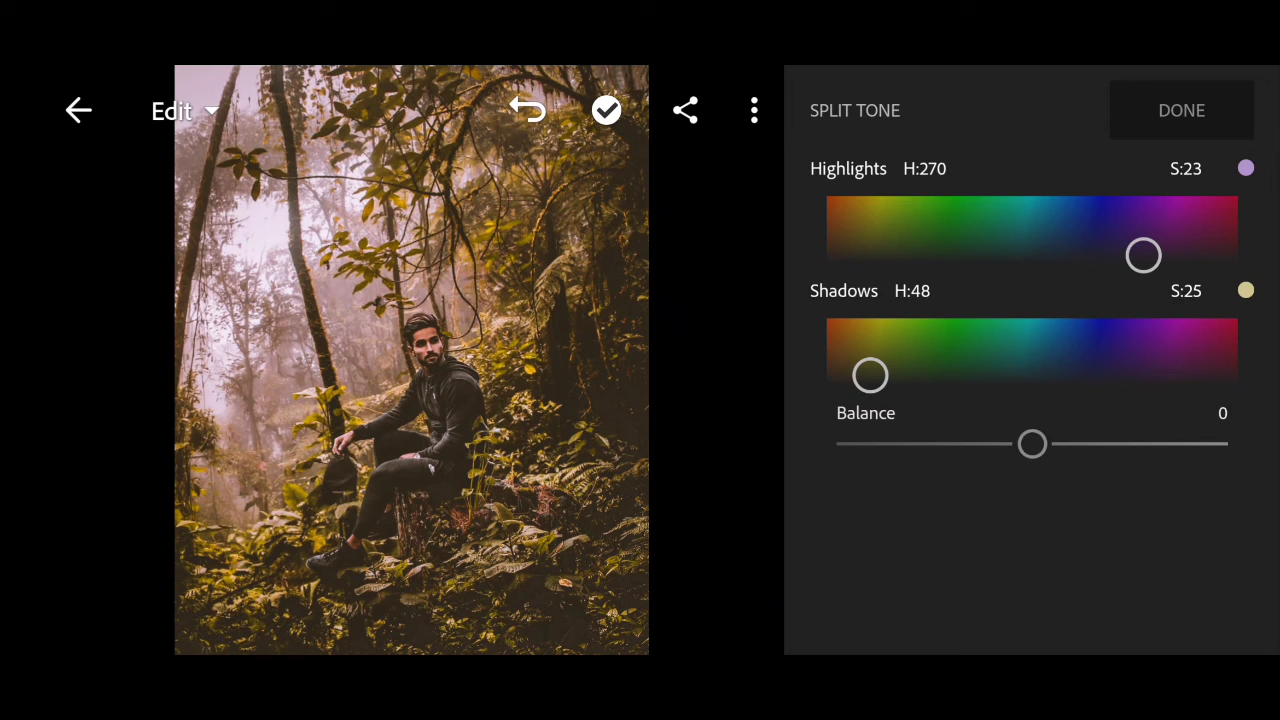 Edit
SPLIT TONE DONE
Highlights H:270 S:23
Shadows H:48 S:25
Balance 0